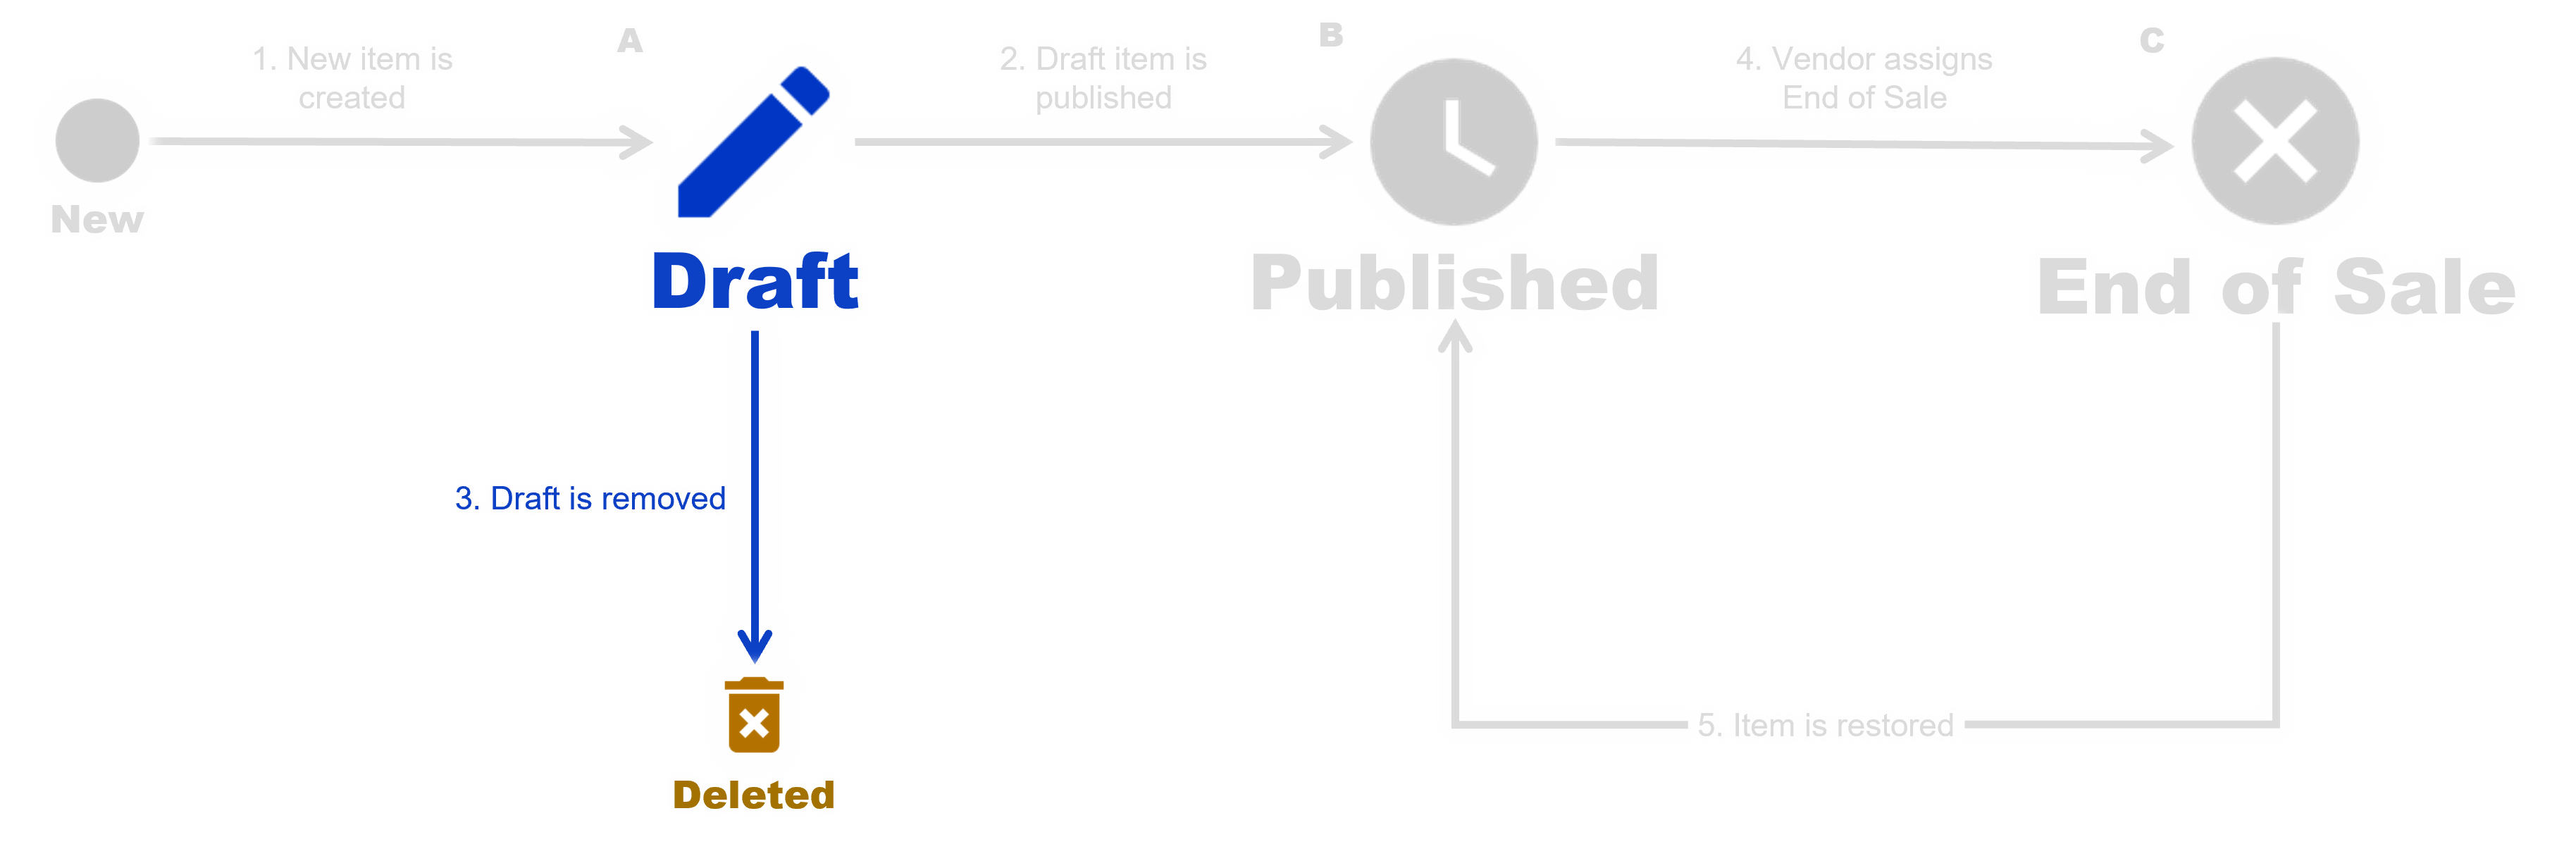 1. New item is
created
A
2. Draft item is
published
B
4. Vendor assigns
End of Sale
C
New
Draft
Published
End of Sale
3. Draft is removed
5. Item is restored
Deleted